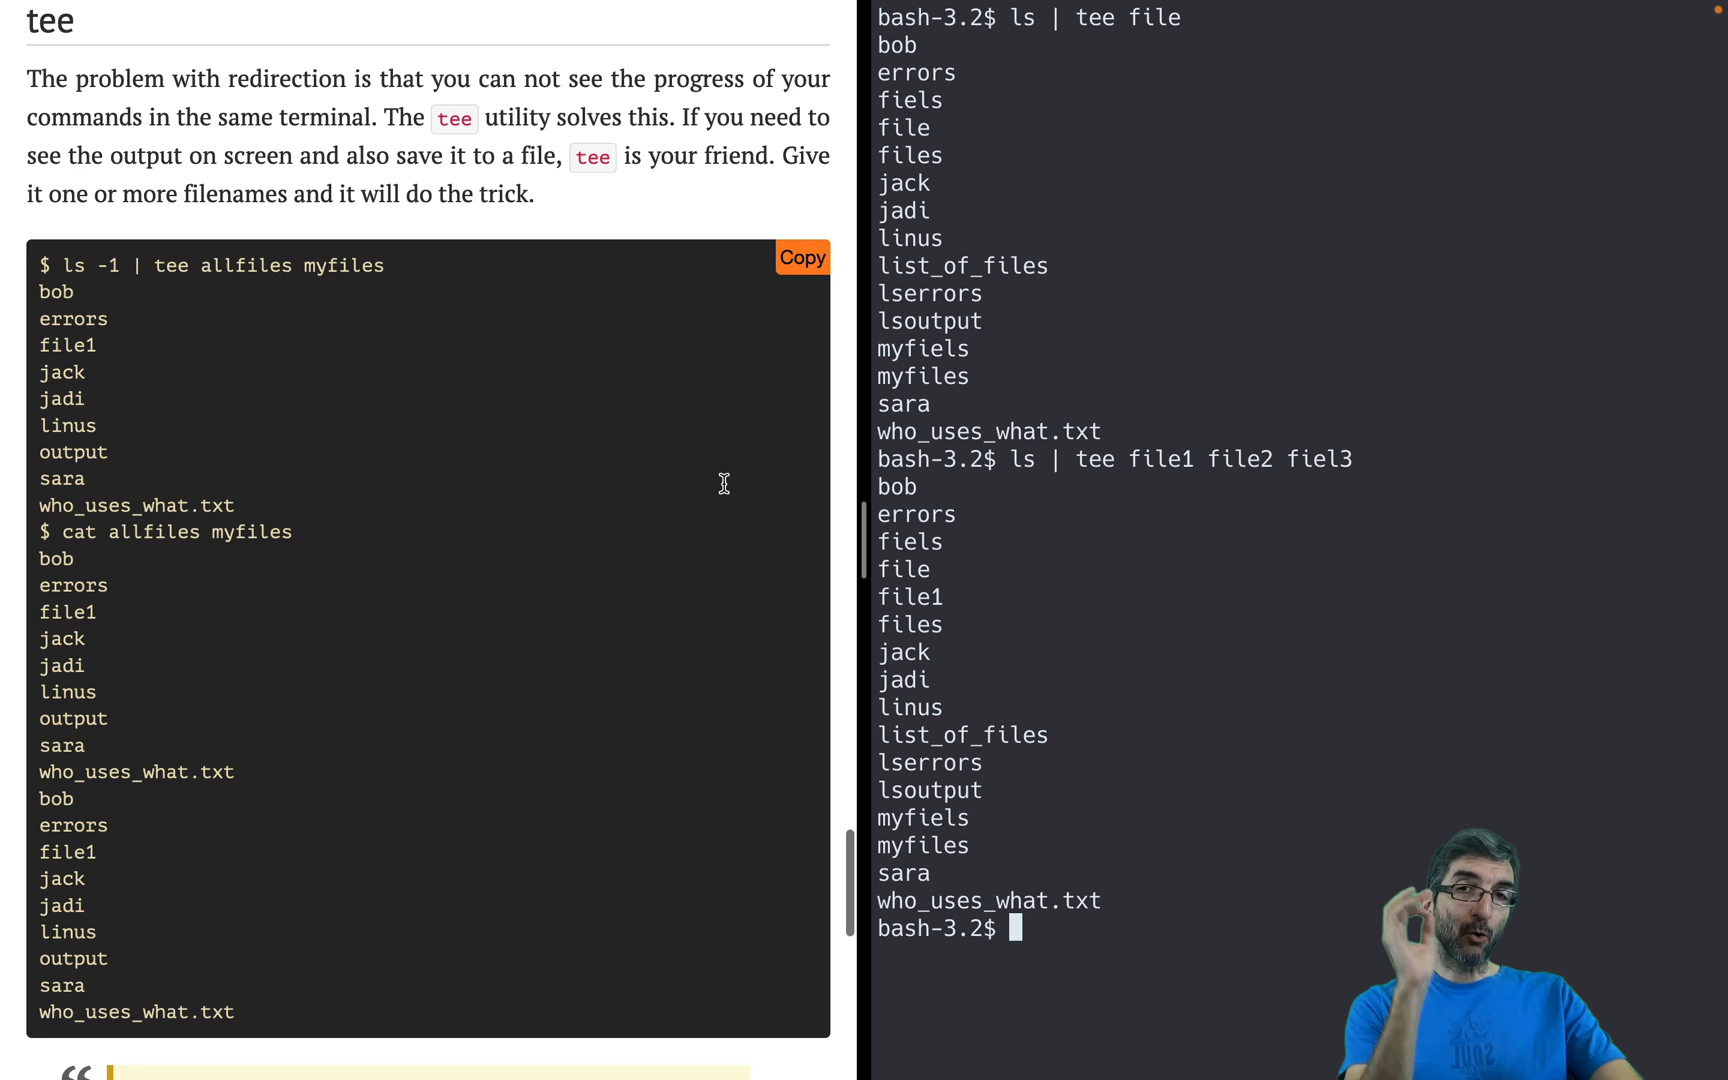 tee
The problem with redirection is that you can not see the progress of your
commands in the same terminal. The tee utility solves this. If you need to
see the output on screen and also save it to a file, tee is your friend. Give
it one or more filenames and it will do the trick.
Copy
$ ls -1 | tee allfiles myfiles
bob
errors
file1
jack
jadi
linus
output
sara
who_uses_what.txt
$ cat allfiles myfiles
bob
errors
file1
jack
jadi
linus
output
sara
who_uses_what.txt
bob
errors
file1
jack
jadi
linus
output
sara
who_uses_what.txt
bash-3.2$ ls | tee file
bob
errors
fiels
file
files
jack
jadi
linus
list_of_files
lserrors
lsoutput
myfiels
myfiles
sara
who_uses_what.txt
bash-3.2$ ls | tee file1 file2 fiel3
bob
errors
fiels
file
file1
files
jack
jadi
linus
list_of_files
lserrors
lsoutput
myfiels
myfiles
sara
who_uses_what.txt
bash-3.2$